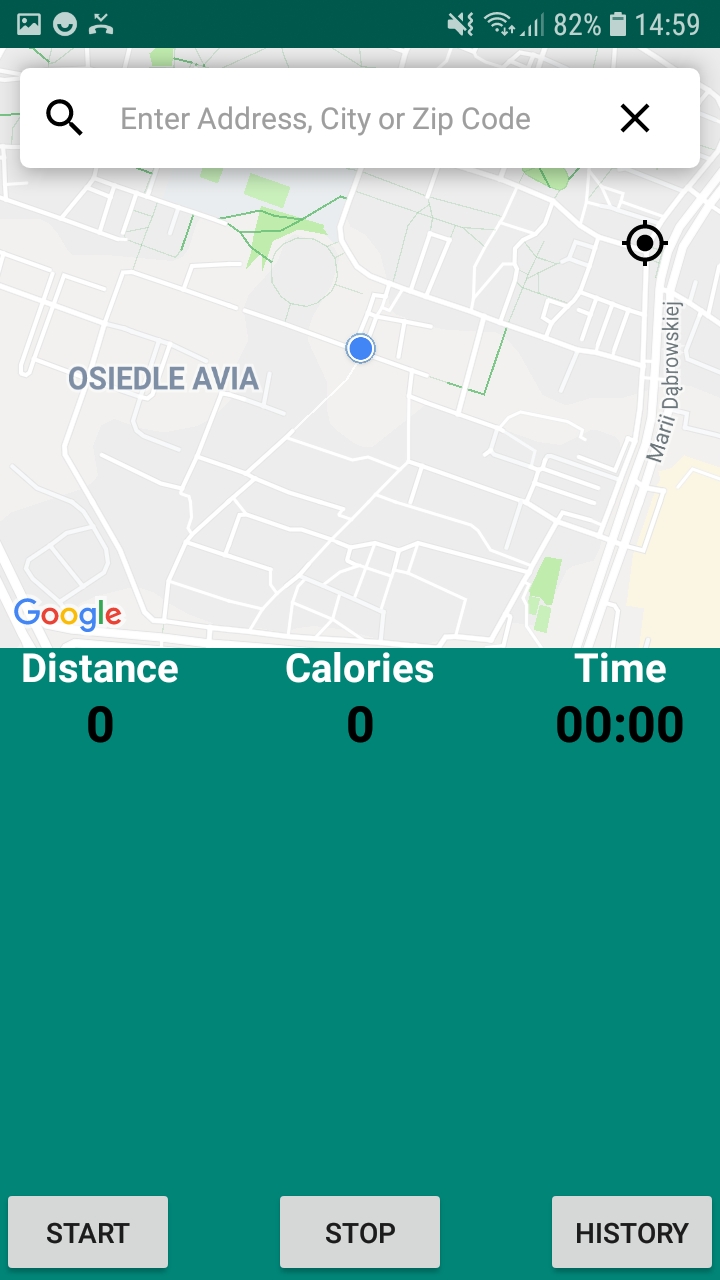 82% 14:59
Enter Address, City or Zip Code
OSIEDLE AVIA
Marii Dąbrowskiej
Google
Distance Calories Time
0 0 00:00
START STOP HISTORY